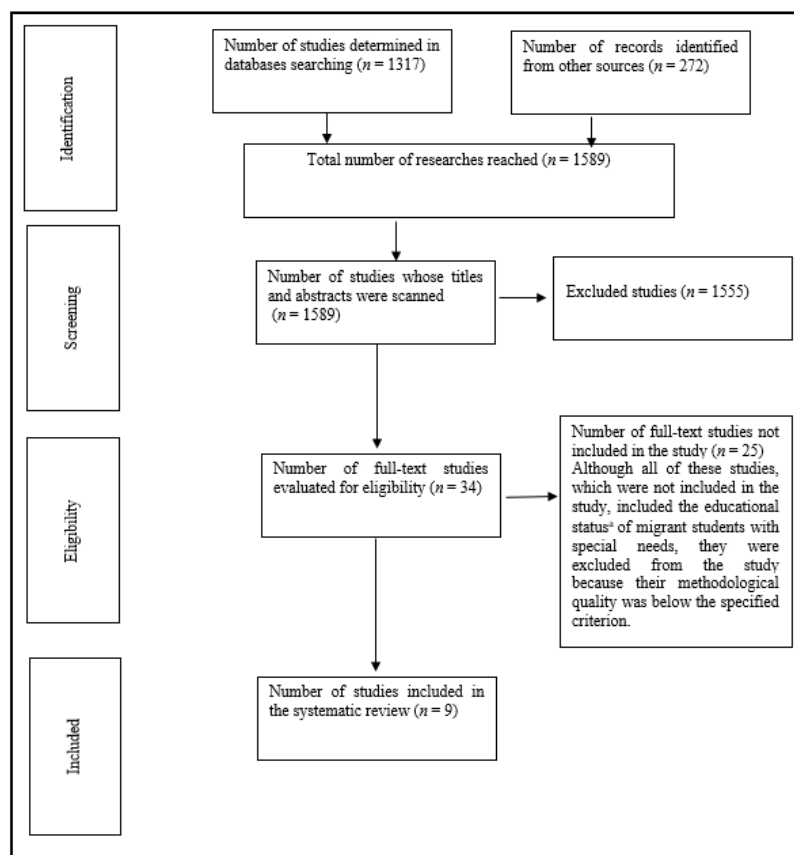 Identification
Number of studies determined in
databases searching (n = 1317)
Number of records identified
from other sources (n = 272)
Total number of researches reached (n = 1589)
Screening
Number of studies whose titles
and abstracts were scanned
(n = 1589)
Excluded studies (n = 1555)
Eligibility
Number of full-text studies
evaluated for eligibility (n = 34)
Number of full-text studies not
included in the study (n = 25)
Although all of these studies,
which were not included in the
study, included the educational
statusᵃ of migrant students with
special needs, they were
excluded from the study
because their methodological
quality was below the specified
criterion.
Included
Number of studies included in
the systematic review (n = 9)